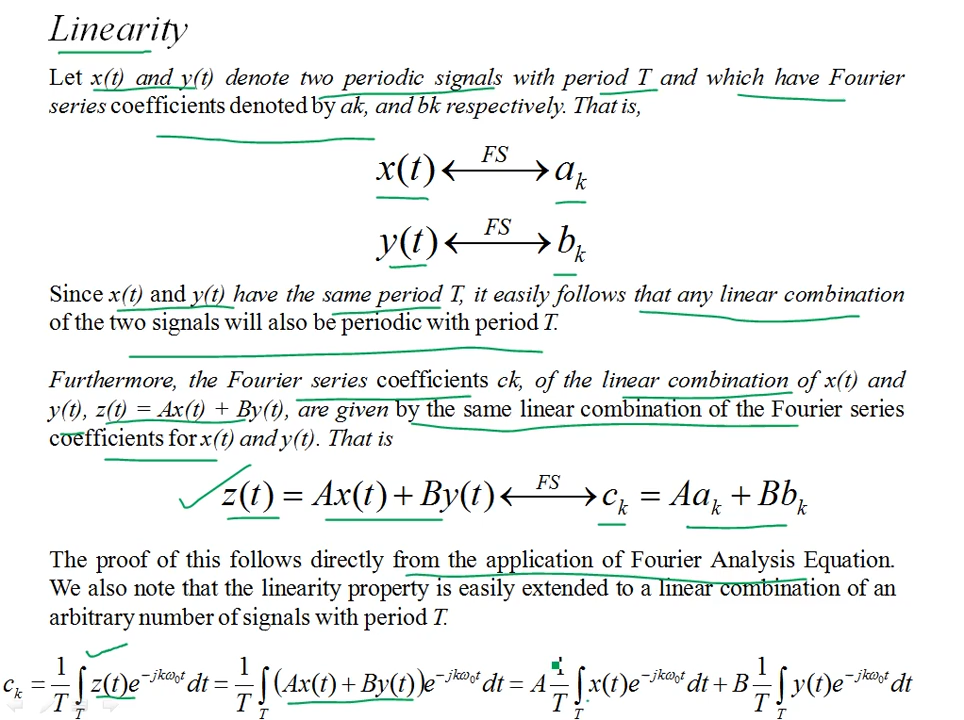 Linearity
Let x(t) and y(t) denote two periodic signals with period T and which have Fourier
series coefficients denoted by ak, and bk respectively. That is,
x(t) ⟷ᶠˢ a_k
y(t) ⟷ᶠˢ b_k
Since x(t) and y(t) have the same period T, it easily follows that any linear combination
of the two signals will also be periodic with period T.
Furthermore, the Fourier series coefficients ck, of the linear combination of x(t) and
y(t), z(t) = Ax(t) + By(t), are given by the same linear combination of the Fourier series
coefficients for x(t) and y(t). That is
z(t) = Ax(t) + By(t) ⟷ᶠˢ c_k = Aa_k + Bb_k
The proof of this follows directly from the application of Fourier Analysis Equation.
We also note that the linearity property is easily extended to a linear combination of an
arbitrary number of signals with period T.
c_k = 1/T ∫_T z(t)e^{-jkω_0t} dt = 1/T ∫_T (Ax(t) + By(t))e^{-jkω_0t} dt = A 1/T ∫_T x(t)e^{-jkω_0t} dt + B 1/T ∫_T y(t)e^{-jkω_0t} dt